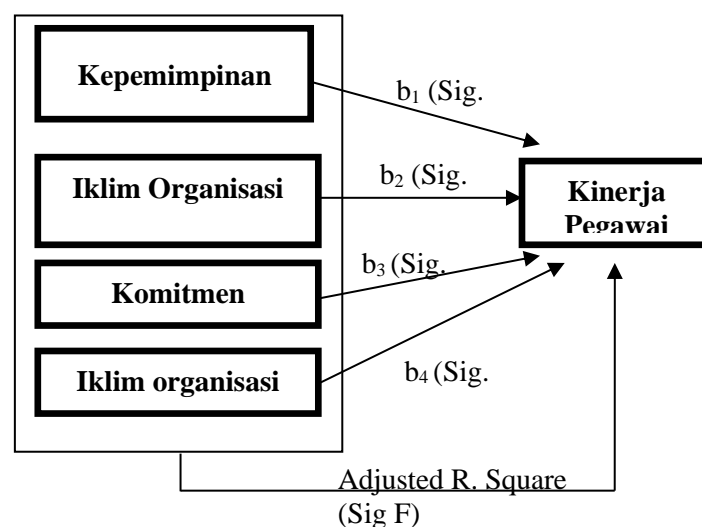 Kepemimpinan
b₁ (Sig.
Iklim Organisasi
b₂ (Sig.
Kinerja
Pegawai
b₃ (Sig.
Komitmen
Iklim organisasi
b₄ (Sig.
Adjusted R. Square
(Sig F)